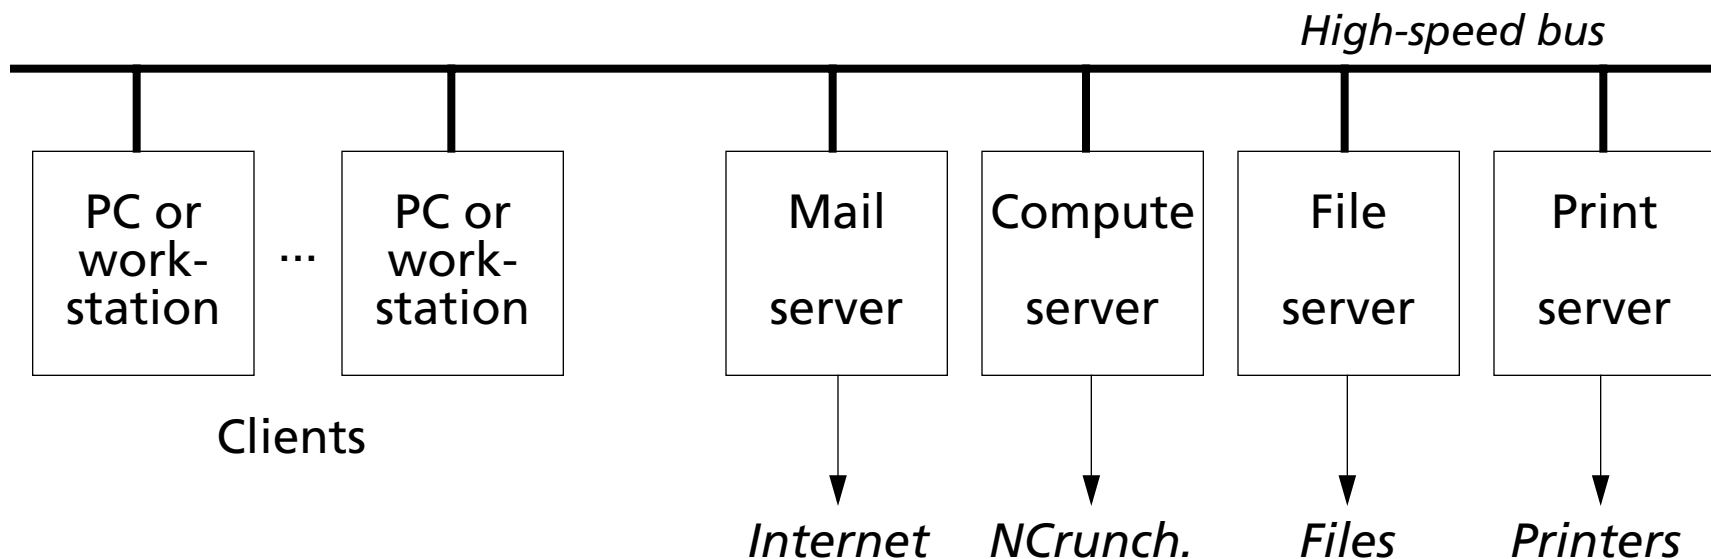 High-speed bus
PC or
work-
station
...
PC or
work-
station
Mail
server
Compute
server
File
server
Print
server
Clients
Internet
NCrunch.
Files
Printers